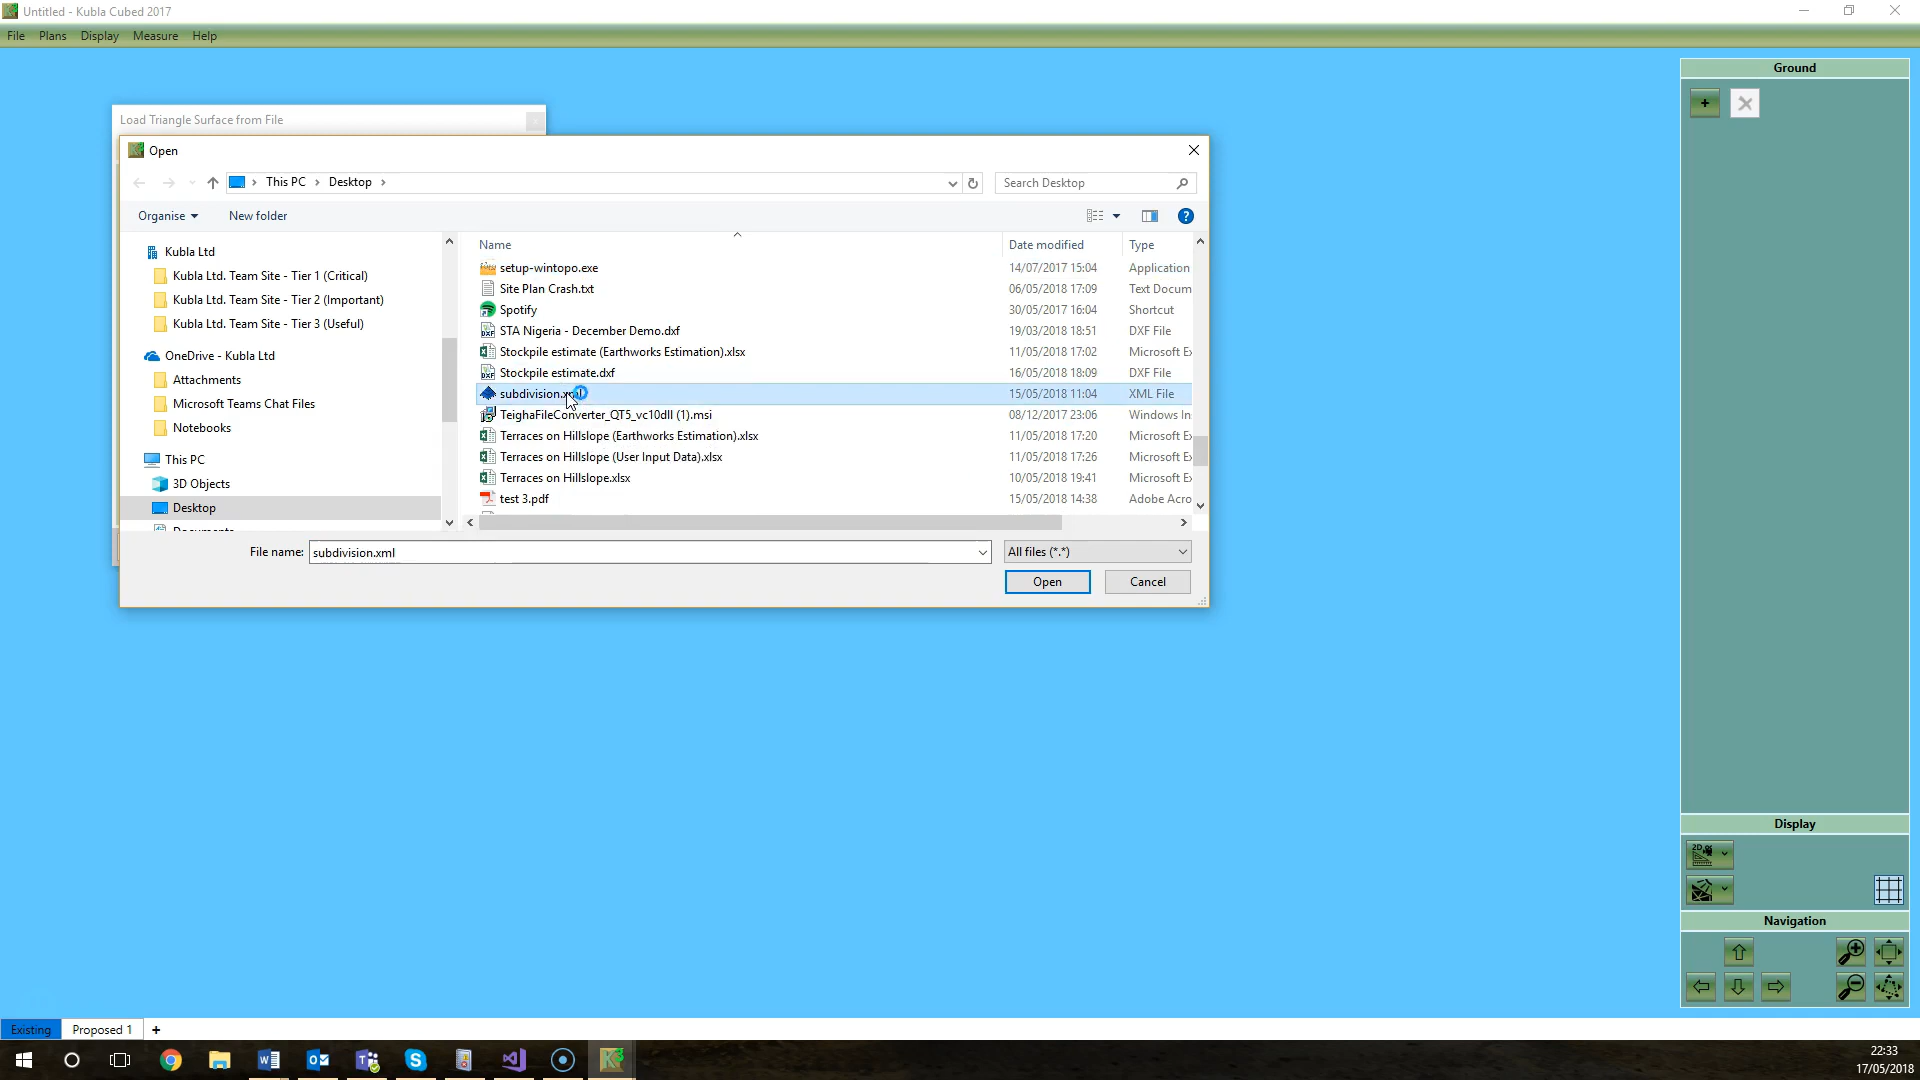 Untitled - Kubla Cubed 2017
File Plans Display Measure Help
Ground
+
Load Triangle Surface from File
Open
This PC Desktop
Search Desktop
Organise New folder
Kubla Ltd
Kubla Ltd. Team Site - Tier 1 (Critical)
Kubla Ltd. Team Site - Tier 2 (Important)
Kubla Ltd. Team Site - Tier 3 (Useful)
OneDrive - Kubla Ltd
Attachments
Microsoft Teams Chat Files
Notebooks
This PC
3D Objects
Desktop
Documents
Name Date modified Type
setup-wintopo.exe 14/07/2017 15:04 Application
Site Plan Crash.txt 06/05/2018 17:09 Text Docum
Spotify 30/05/2017 16:04 Shortcut
STA Nigeria - December Demo.dxf 19/03/2018 18:51 DXF File
Stockpile estimate (Earthworks Estimation).xlsx 11/05/2018 17:02 Microsoft Ex
Stockpile estimate.dxf 16/05/2018 18:09 DXF File
subdivision.xml 15/05/2018 11:04 XML File
TeighaFileConverter_QT5_vc10dll (1).msi 08/12/2017 23:06 Windows In
Terraces on Hillslope (Earthworks Estimation).xlsx 11/05/2018 17:20 Microsoft Ex
Terraces on Hillslope (User Input Data).xlsx 11/05/2018 17:26 Microsoft Ex
Terraces on Hillslope.xlsx 10/05/2018 19:41 Microsoft Ex
test 3.pdf 15/05/2018 14:38 Adobe Acro
File name: subdivision.xml All files (*.*)
Open Cancel
Display
2D
Navigation
Existing Proposed 1 +
22:33
17/05/2018